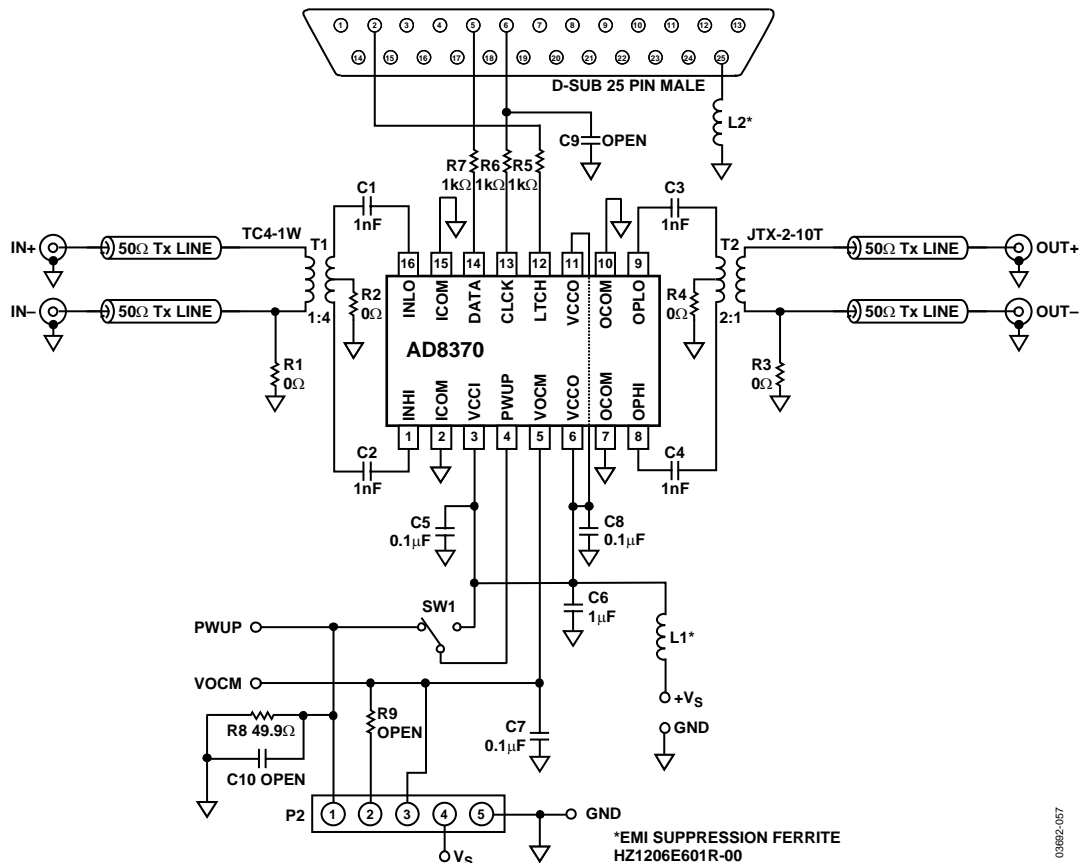 1 2 3 4 5 6 7 8 9 10 11 12 13
14 15 16 17 18 19 20 21 22 23 24 25
D-SUB 25 PIN MALE
L2*
C9 OPEN
R7 R6 R5
1kΩ 1kΩ 1kΩ
C1
1nF
C3
1nF
TC4-1W
T1
T2
JTX-2-10T
IN+
50Ω Tx LINE
50Ω Tx LINE
OUT+
16 15 14 13 12 11 10 9
INLO ICOM DATA CLCK LTCH VCCO OCOM OPLO
R2
0Ω
R4
0Ω
IN–
50Ω Tx LINE
1:4
2:1
50Ω Tx LINE
OUT–
AD8370
R1
0Ω
R3
0Ω
INHI ICOM VCCI PWUP VOCM VCCO OCOM OPHI
1 2 3 4 5 6 7 8
C2
1nF
C4
1nF
C5
0.1μF
C8
0.1μF
C6
1μF
SW1
PWUP
L1*
VOCM
+VS
R9
OPEN
R8 49.9Ω
C7
0.1μF
GND
C10 OPEN
P2
1 2 3 4 5
GND
VS
*EMI SUPPRESSION FERRITE
HZ1206E601R-00
03692-057